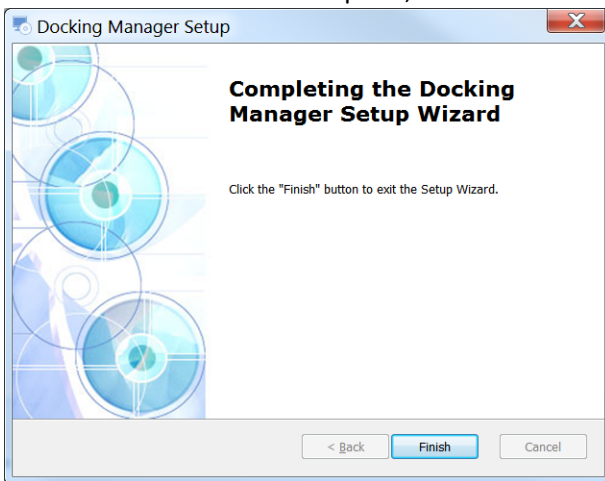 Docking Manager Setup
Completing the Docking
Manager Setup Wizard
Click the "Finish" button to exit the Setup Wizard.
< Back
Finish
Cancel